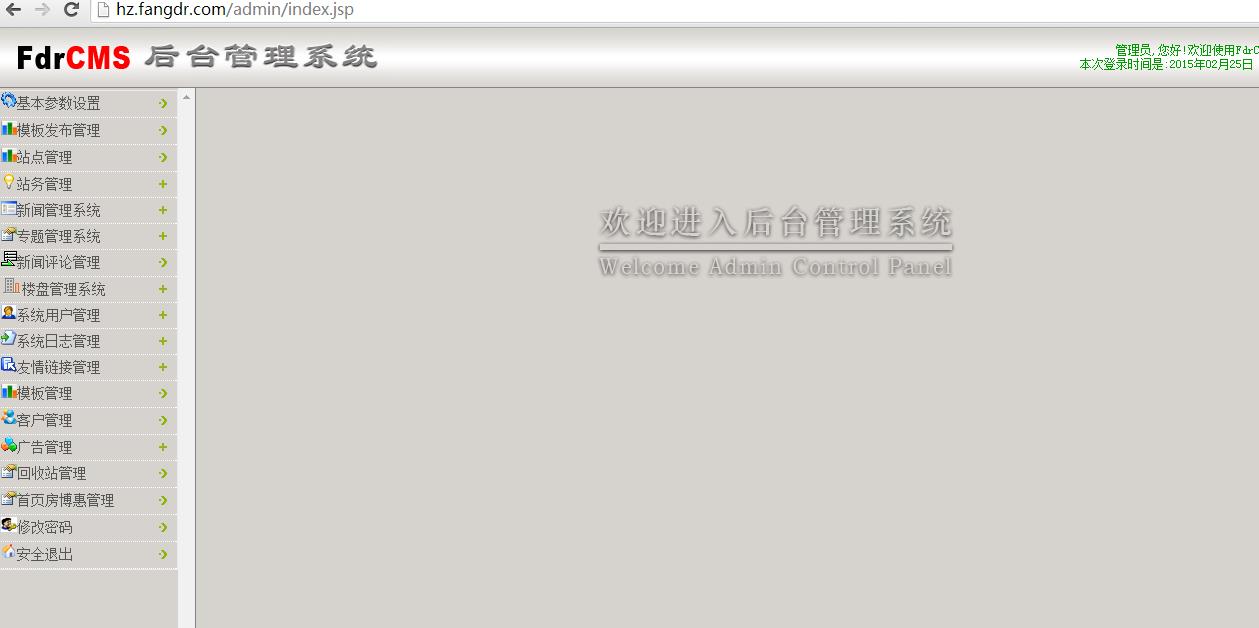 hz.fangdr.com/admin/index.jsp
FdrCMS 后台管理系统
管理员,您好!欢迎使用FdrC
本次登录时间是:2015年02月25日
基本参数设置
模板发布管理
站点管理
站务管理
新闻管理系统
专题管理系统
新闻评论管理
楼盘管理系统
系统用户管理
系统日志管理
友情链接管理
模板管理
客户管理
广告管理
回收站管理
首页房博惠管理
修改密码
安全退出
欢迎进入后台管理系统
Welcome Admin Control Panel